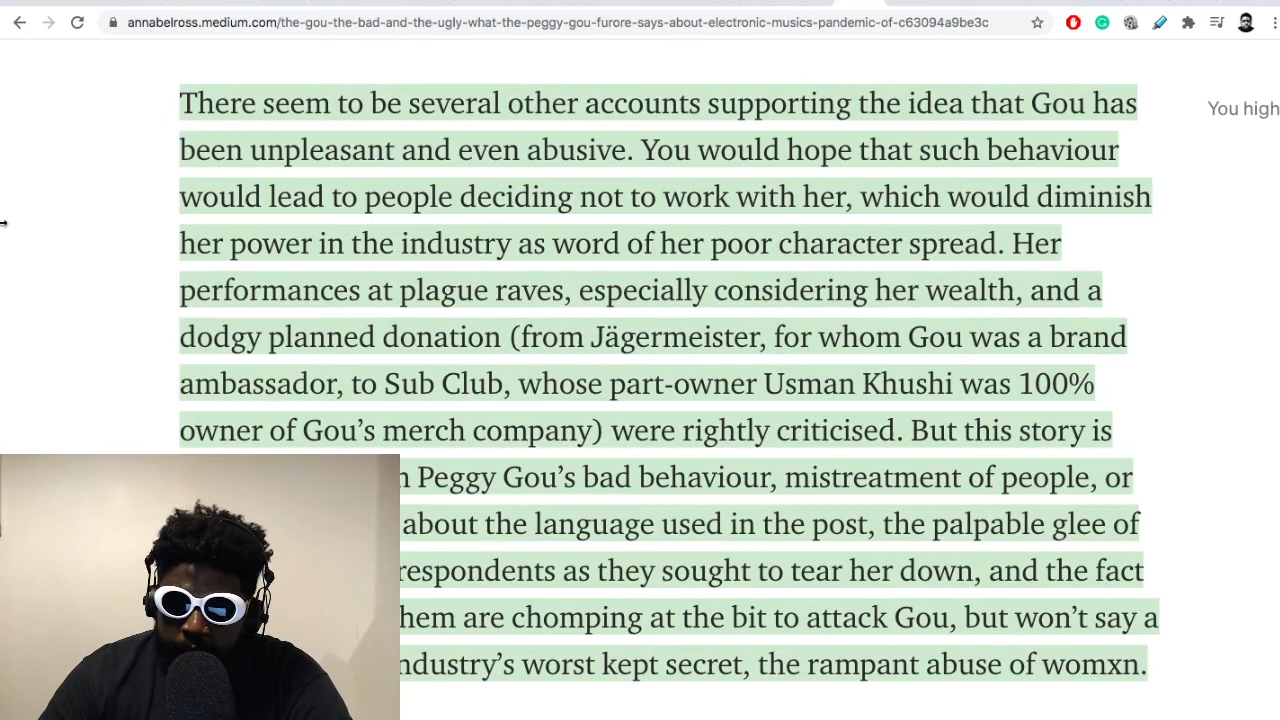 annabelross.medium.com/the-gou-the-bad-and-the-ugly-what-the-peggy-gou-furore-says-about-electronic-musics-pandemic-of-c63094a9be3c
There seem to be several other accounts supporting the idea that Gou has
You high
been unpleasant and even abusive. You would hope that such behaviour
would lead to people deciding not to work with her, which would diminish
her power in the industry as word of her poor character spread. Her
performances at plague raves, especially considering her wealth, and a
dodgy planned donation (from Jägermeister, for whom Gou was a brand
ambassador, to Sub Club, whose part-owner Usman Khushi was 100%
owner of Gou’s merch company) were rightly criticised. But this story is
Peggy Gou’s bad behaviour, mistreatment of people, or
about the language used in the post, the palpable glee of
respondents as they sought to tear her down, and the fact
hem are chomping at the bit to attack Gou, but won’t say a
ndustry’s worst kept secret, the rampant abuse of womxn.